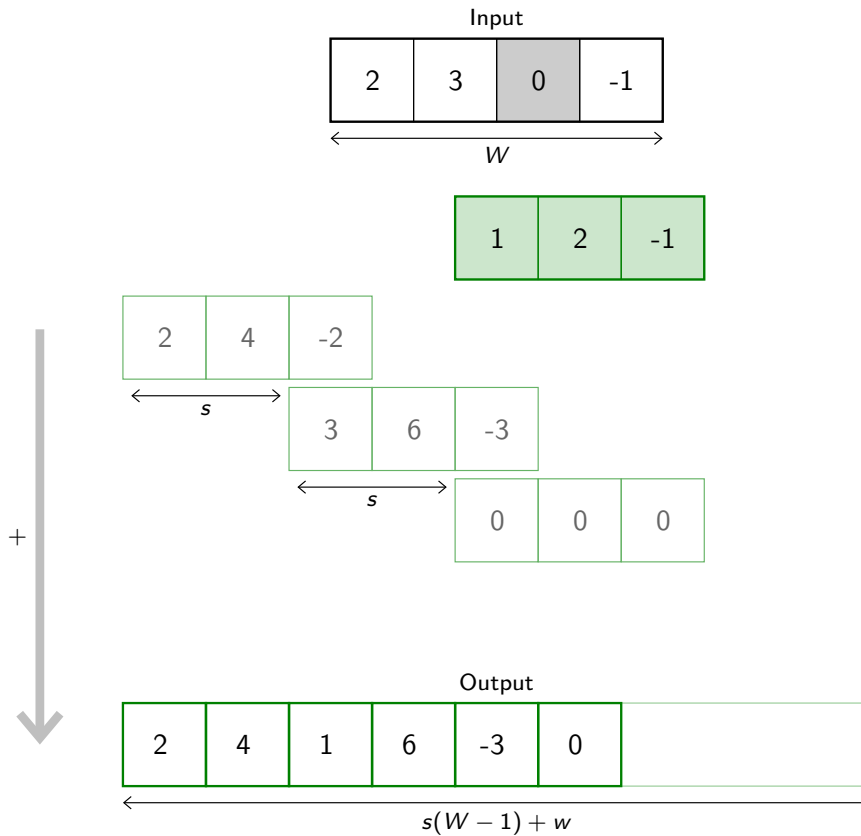 Input
2 3 0 -1
W
1 2 -1
2 4 -2
s
3 6 -3
s
0 0 0
+
Output
2 4 1 6 -3 0
s(W − 1) + w